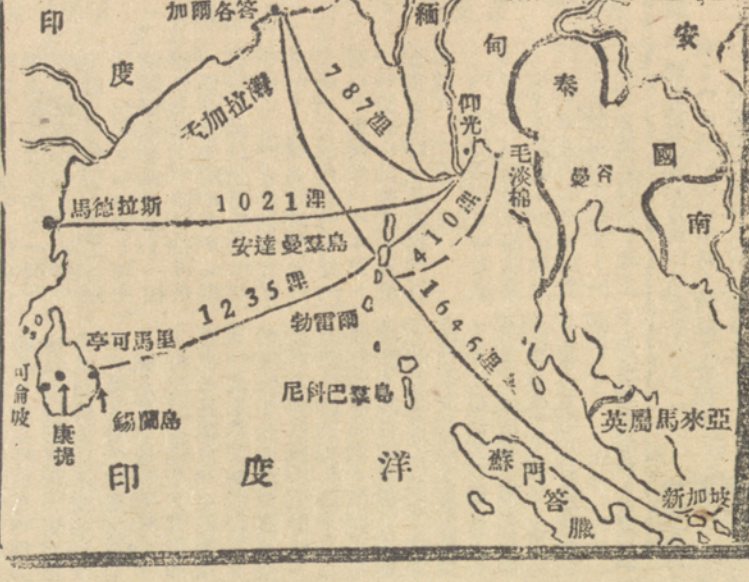 加爾各答
緬
甸
印
度
安
泰
國
南
孟加拉灣
787浬
仰光
毛淡棉
曼谷
馬德拉斯
1021浬
安達曼羣島
410浬
1235浬
1646浬
勃雷爾
亭可馬里
可倫坡
康提
錫蘭島
尼科巴羣島
印度洋
英屬馬來亞
蘇門答臘
新加坡